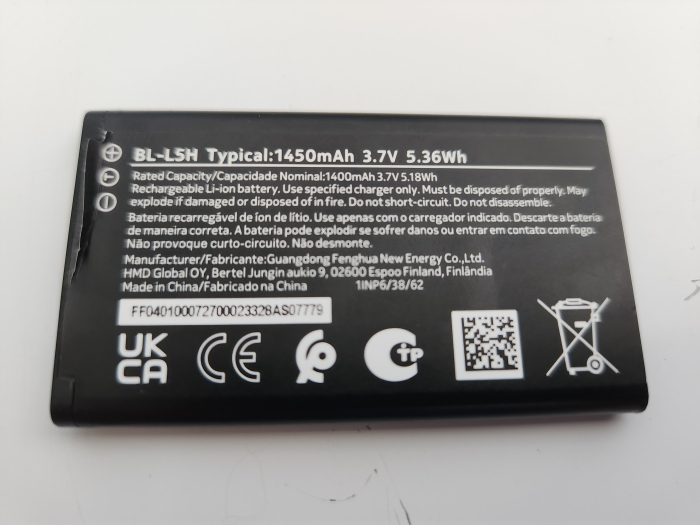 BL-L5H Typical:1450mAh 3.7V 5.36Wh
Rated Capacity/Capacidade Nominal:1400mAh 3.7V 5.18Wh
Rechargeable Li-ion battery. Use specified charger only. Must be disposed of properly. May
explode if damaged or disposed of in fire. Do not short-circuit. Do not disassemble.
Bateria recarregável de íon de lítio. Use apenas com o carregador indicado. Descarte a bateria
de maneira correta. A bateria pode explodir se sofrer danos ou entrar em contato com fogo.
Não provoque curto-circuito. Não desmonte.
Manufacturer/Fabricante:Guangdong Fenghua New Energy Co.,Ltd.
HMD Global OY, Bertel Jungin aukio 9, 02600 Espoo Finland, Finlândia
Made in China/Fabricado na China 1INP6/38/62
FF040100072700023328AS07779
UK
CA
CE
CTP